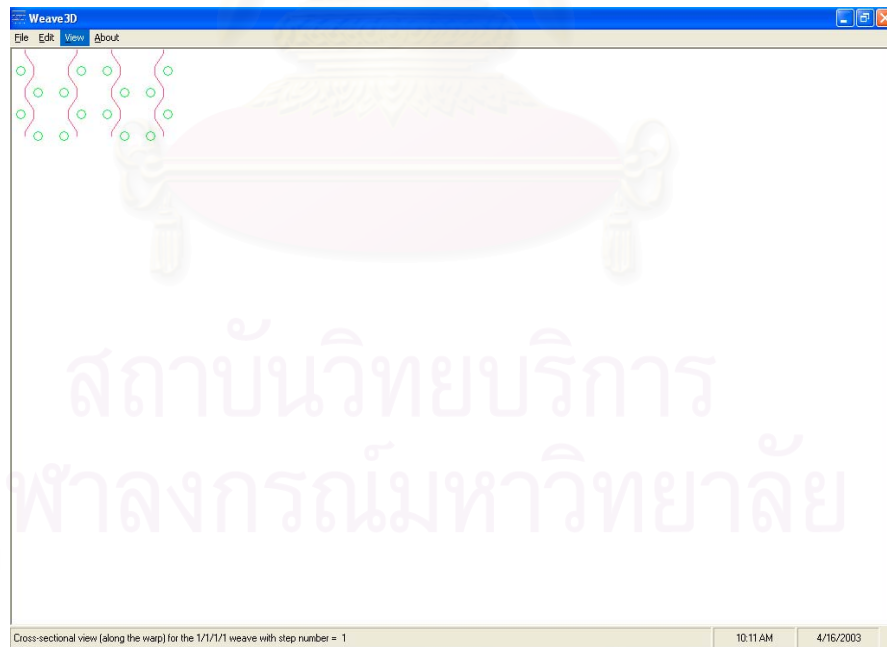 Weave3D
File Edit View About
สถาบันวิทยบริการ
จุฬาลงกรณ์มหาวิทยาลัย
Cross-sectional view (along the warp) for the 1/1/1/1 weave with step number = 1 10:11 AM 4/16/2003